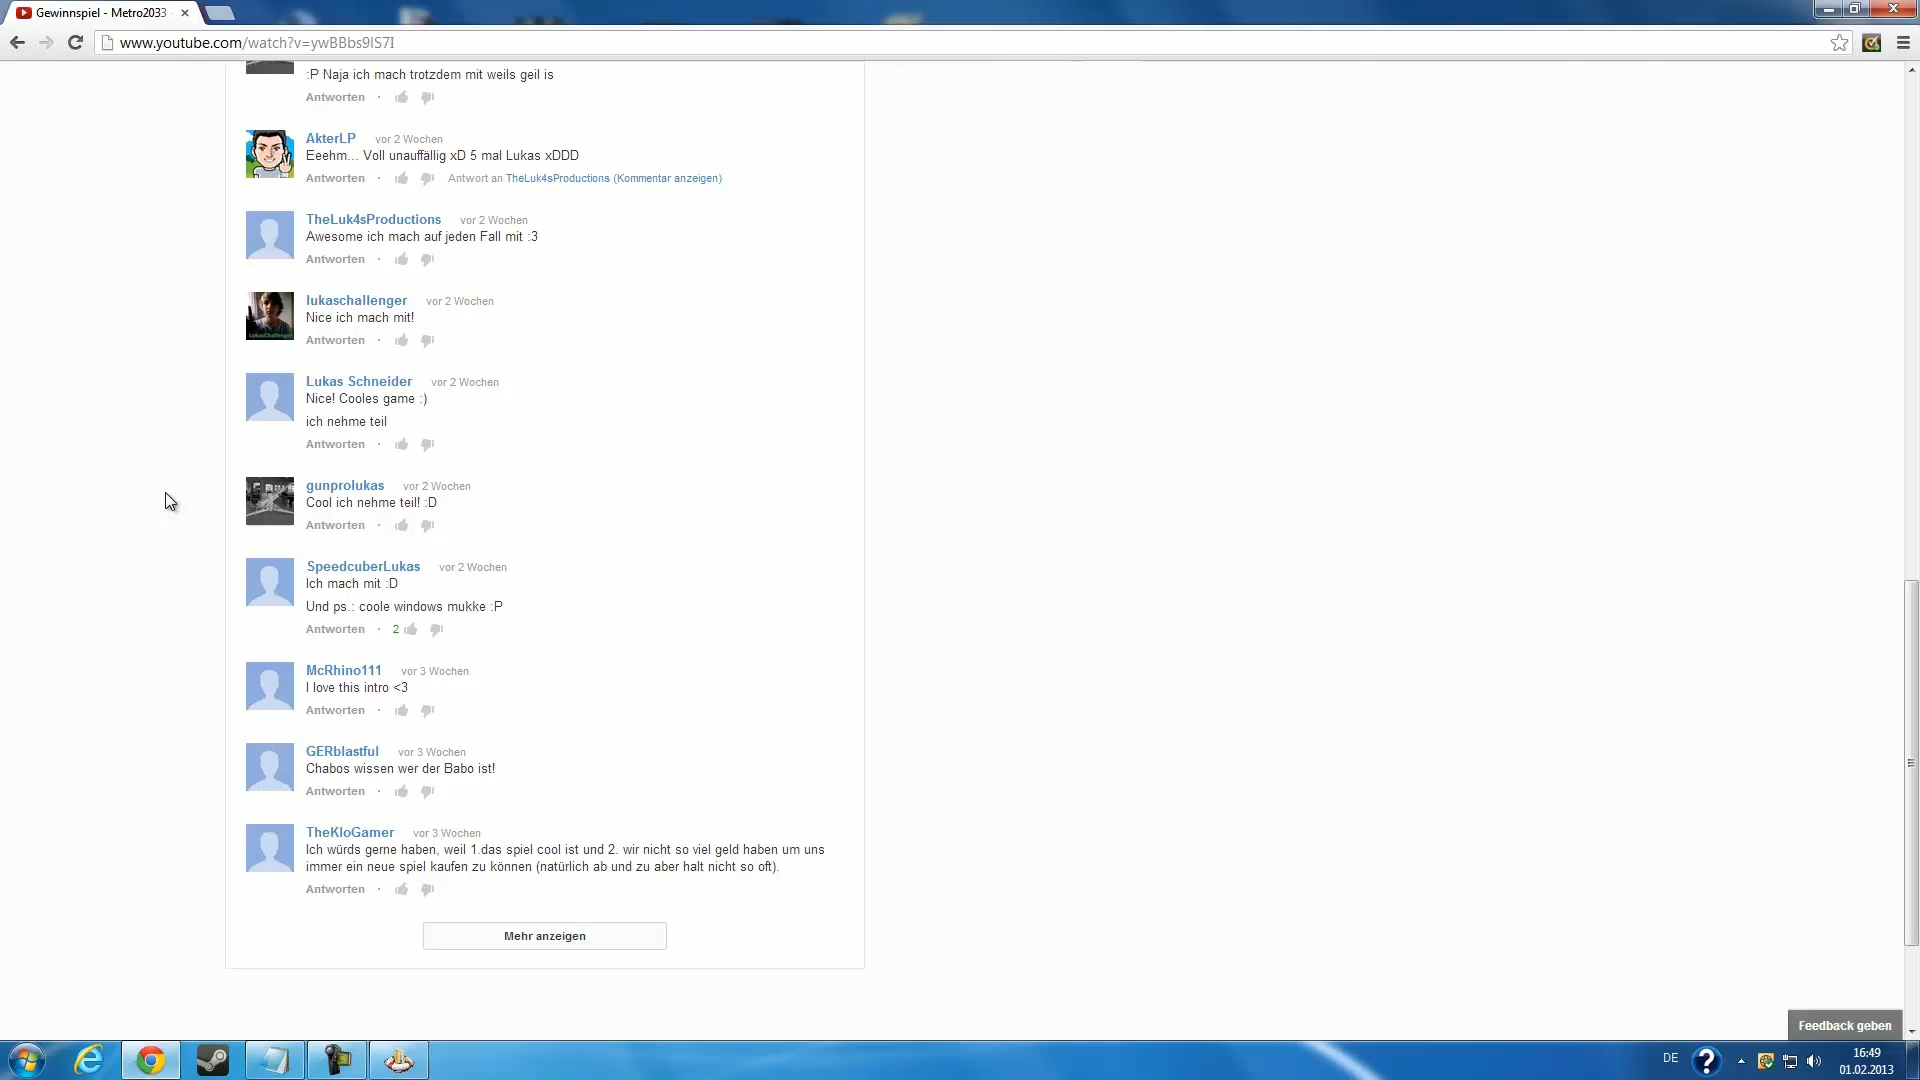 Gewinnspiel - Metro2033
www.youtube.com/watch?v=ywBBbs9lS7I
:P Naja ich mach trotzdem mit weils geil is
Antworten ·
AkterLP vor 2 Wochen
Eeehm... Voll unauffällig xD 5 mal Lukas xDDD
Antworten · Antwort an TheLuk4sProductions (Kommentar anzeigen)
TheLuk4sProductions vor 2 Wochen
Awesome ich mach auf jeden Fall mit :3
Antworten ·
lukaschallenger vor 2 Wochen
Nice ich mach mit!
Antworten ·
Lukas Schneider vor 2 Wochen
Nice! Cooles game :)
ich nehme teil
Antworten ·
gunprolukas vor 2 Wochen
Cool ich nehme teil! :D
Antworten ·
SpeedcuberLukas vor 2 Wochen
Ich mach mit :D
Und ps.: coole windows mukke :P
Antworten · 2
McRhino111 vor 3 Wochen
I love this intro <3
Antworten ·
GERblastful vor 3 Wochen
Chabos wissen wer der Babo ist!
Antworten ·
TheKloGamer vor 3 Wochen
Ich würds gerne haben, weil 1.das spiel cool ist und 2. wir nicht so viel geld haben um uns
immer ein neue spiel kaufen zu können (natürlich ab und zu aber halt nicht so oft).
Antworten ·
Mehr anzeigen
Feedback geben
DE
16:49
01.02.2013